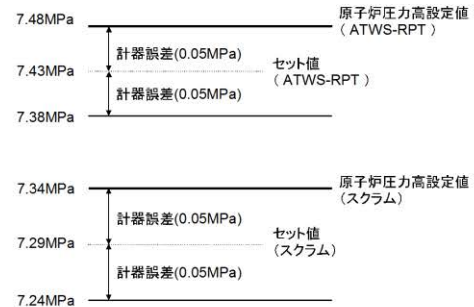 7.48MPa
原子炉圧力高設定値
（ATWS-RPT ）
計器誤差(0.05MPa)
7.43MPa
セット値
（ ATWS-RPT ）
計器誤差(0.05MPa)
7.38MPa
7.34MPa
原子炉圧力高設定値
（スクラム）
計器誤差(0.05MPa)
7.29MPa
セット値
（スクラム）
計器誤差(0.05MPa)
7.24MPa